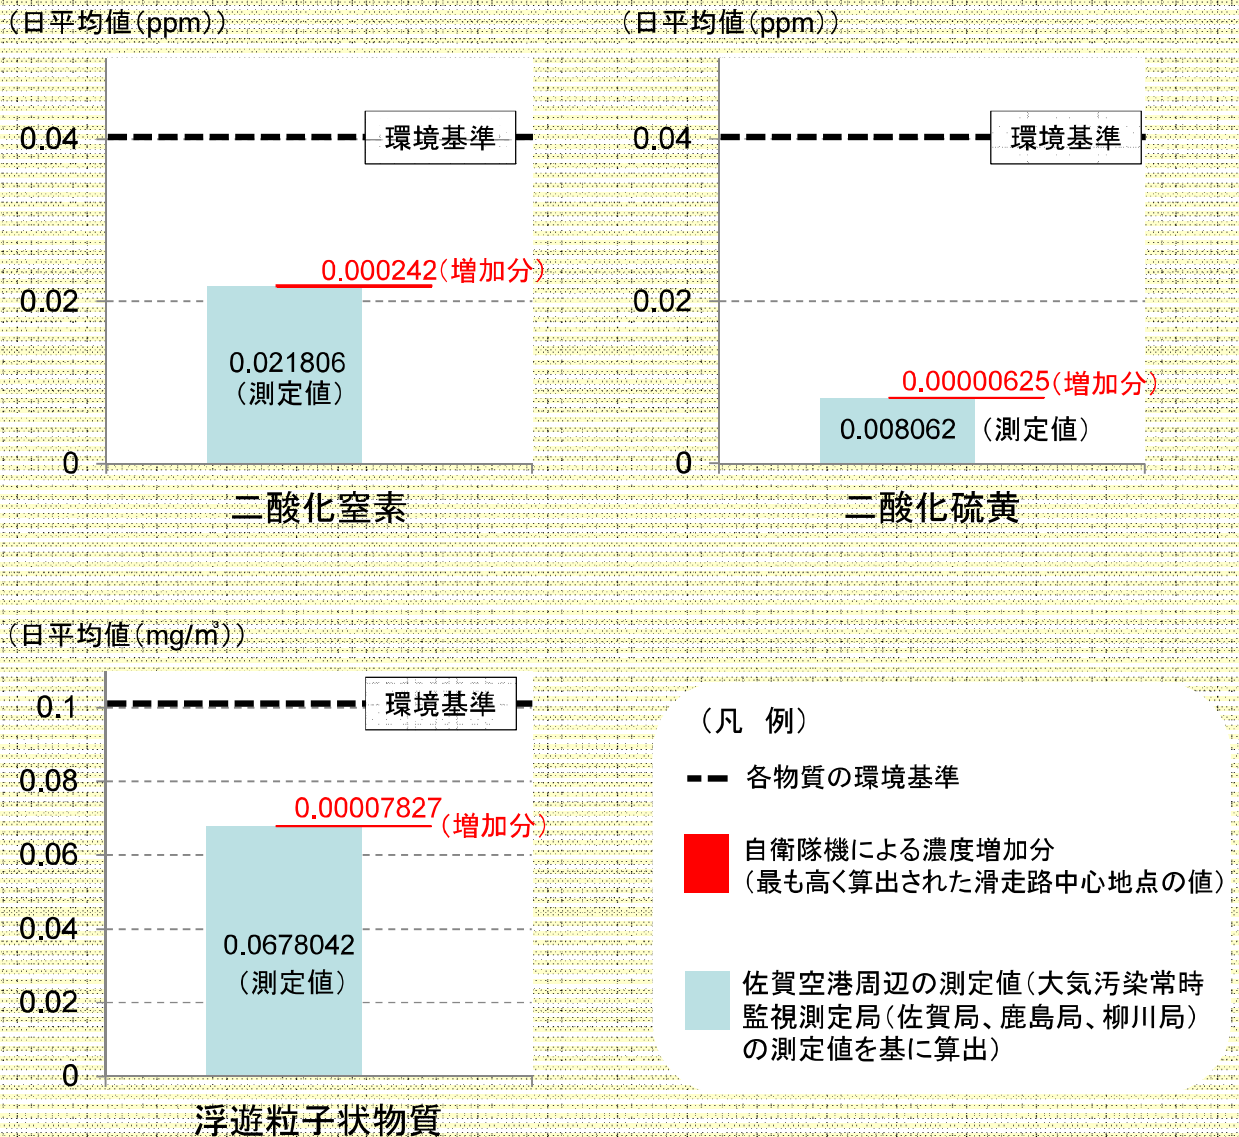 （日平均値(ppm)）
0.04
環境基準
0.000242（増加分）
0.02
0.021806
（測定値）
0
二酸化窒素
（日平均値(ppm)）
0.04
環境基準
0.02
0.00000625（増加分）
0.008062 （測定値）
0
二酸化硫黄
（日平均値(mg/㎥)）
0.1
環境基準
0.08
0.00007827（増加分）
0.06
0.04
0.0678042
（測定値）
0.02
0
浮遊粒子状物質
（凡 例）
各物質の環境基準
自衛隊機による濃度増加分
（最も高く算出された滑走路中心地点の値）
佐賀空港周辺の測定値（大気汚染常時
監視測定局（佐賀局、鹿島局、柳川局）
の測定値を基に算出）